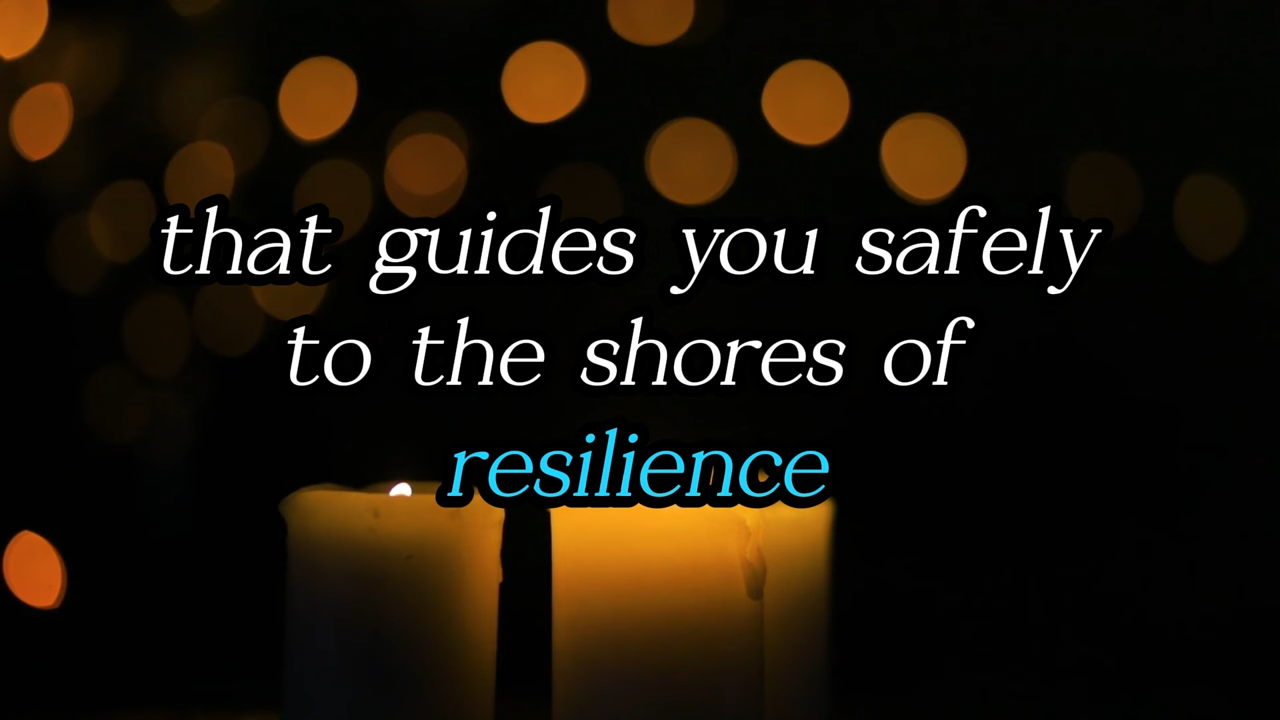 that guides you safely
to the shores of
resilience